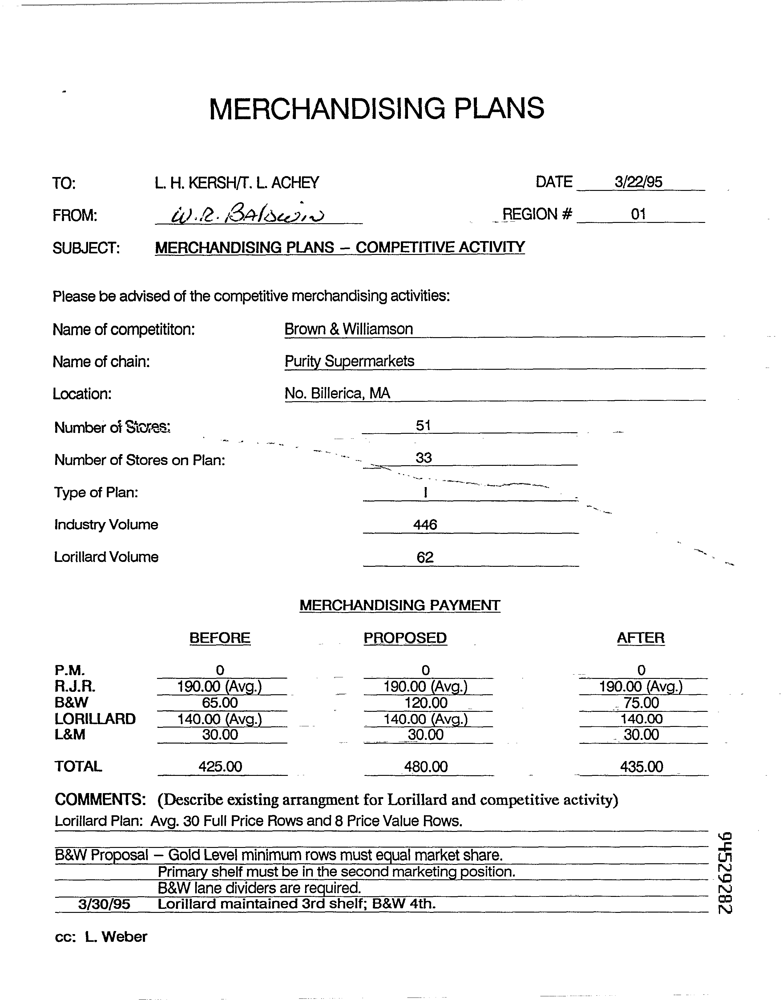 MERCHANDISING PLANS
TO: L. H. KERSH/T. L. ACHEY DATE 3/22/95
FROM: W.R. BAldwin REGION # 01
SUBJECT: MERCHANDISING PLANS – COMPETITIVE ACTIVITY
Please be advised of the competitive merchandising activities:
Name of competititon: Brown & Williamson
Name of chain: Purity Supermarkets
Location: No. Billerica, MA
Number of Stores: 51
Number of Stores on Plan: 33
Type of Plan: I
Industry Volume 446
Lorillard Volume 62
MERCHANDISING PAYMENT
BEFORE PROPOSED AFTER
P.M. 0 0 0
R.J.R. 190.00 (Avg.) 190.00 (Avg.) 190.00 (Avg.)
B&W 65.00 120.00 75.00
LORILLARD 140.00 (Avg.) 140.00 (Avg.) 140.00
L&M 30.00 30.00 30.00
TOTAL 425.00 480.00 435.00
COMMENTS: (Describe existing arrangment for Lorillard and competitive activity)
Lorillard Plan: Avg. 30 Full Price Rows and 8 Price Value Rows.
B&W Proposal – Gold Level minimum rows must equal market share.
Primary shelf must be in the second marketing position.
B&W lane dividers are required.
3/30/95 Lorillard maintained 3rd shelf; B&W 4th.
cc: L. Weber
94529282